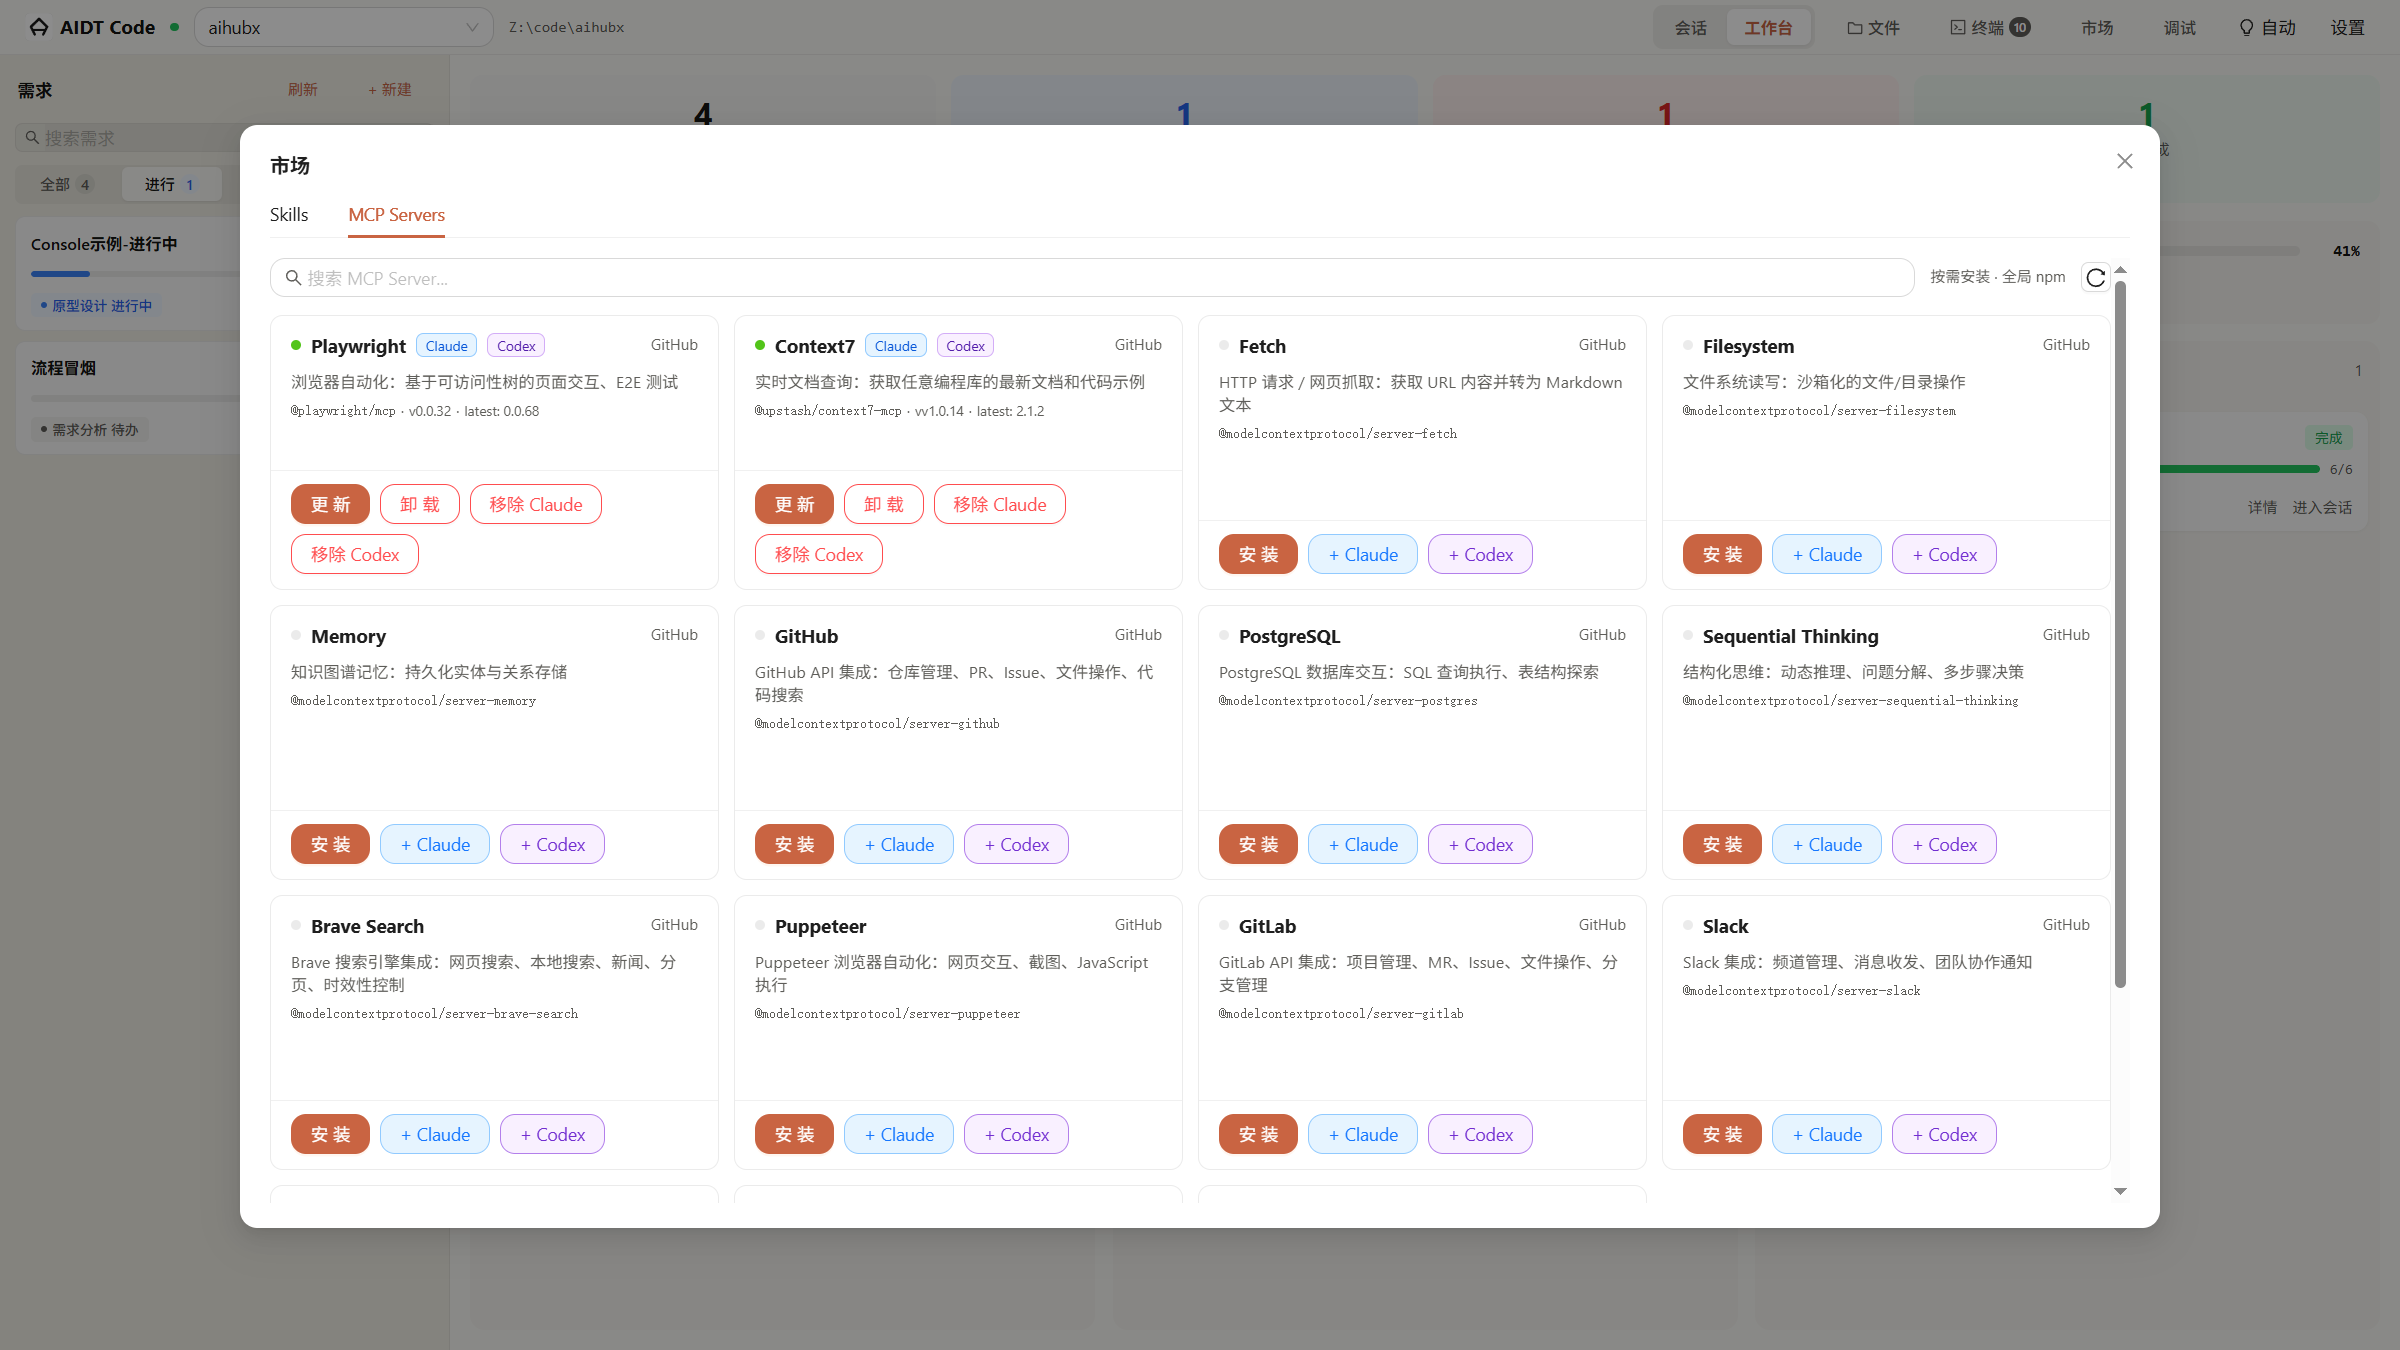 AIDT Code
aihubx
Z:\code\aihubx
会话
工作台
文件
终端 10
市场
调试
自动
设置
需求
刷新
+ 新建
搜索需求
全部 4
进行 1
Console示例-进行中
原型设计 进行中
流程冒烟
需求分析 待办
4
1
1
1
成
41%
1
完成
6/6
详情
进入会话
市场
Skills
MCP Servers
搜索 MCP Server...
按需安装 · 全局 npm
Playwright Claude Codex GitHub
浏览器自动化：基于可访问性树的页面交互、E2E 测试
@playwright/mcp · v0.0.32 · latest: 0.0.68
更新 卸载 移除 Claude
移除 Codex
Context7 Claude Codex GitHub
实时文档查询：获取任意编程库的最新文档和代码示例
@upstash/context7-mcp · vv1.0.14 · latest: 2.1.2
更新 卸载 移除 Claude
移除 Codex
Fetch GitHub
HTTP 请求 / 网页抓取：获取 URL 内容并转为 Markdown
文本
@modelcontextprotocol/server-fetch
安装 + Claude + Codex
Filesystem GitHub
文件系统读写：沙箱化的文件/目录操作
@modelcontextprotocol/server-filesystem
安装 + Claude + Codex
Memory GitHub
知识图谱记忆：持久化实体与关系存储
@modelcontextprotocol/server-memory
安装 + Claude + Codex
GitHub GitHub
GitHub API 集成：仓库管理、PR、Issue、文件操作、代
码搜索
@modelcontextprotocol/server-github
安装 + Claude + Codex
PostgreSQL GitHub
PostgreSQL 数据库交互：SQL 查询执行、表结构探索
@modelcontextprotocol/server-postgres
安装 + Claude + Codex
Sequential Thinking GitHub
结构化思维：动态推理、问题分解、多步骤决策
@modelcontextprotocol/server-sequential-thinking
安装 + Claude + Codex
Brave Search GitHub
Brave 搜索引擎集成：网页搜索、本地搜索、新闻、分
页、时效性控制
@modelcontextprotocol/server-brave-search
安装 + Claude + Codex
Puppeteer GitHub
Puppeteer 浏览器自动化：网页交互、截图、JavaScript
执行
@modelcontextprotocol/server-puppeteer
安装 + Claude + Codex
GitLab GitHub
GitLab API 集成：项目管理、MR、Issue、文件操作、分
支管理
@modelcontextprotocol/server-gitlab
安装 + Claude + Codex
Slack GitHub
Slack 集成：频道管理、消息收发、团队协作通知
@modelcontextprotocol/server-slack
安装 + Claude + Codex